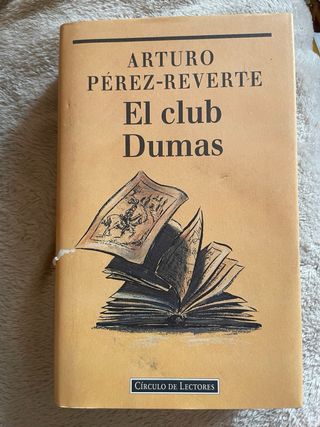 ARTURO
PÉREZ-REVERTE
El club
Dumas
CÍRCULO DE LECTORES